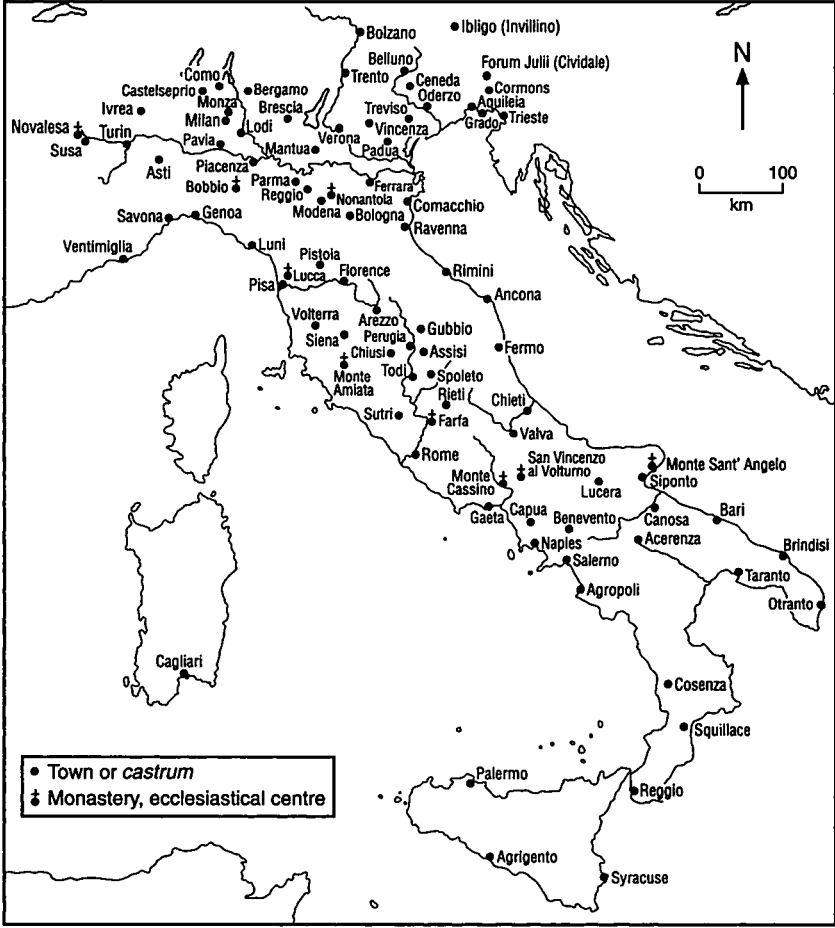 Bolzano
Ibligo (Invillino)
Belluno
Forum Julii (Cividale)
Trento
Como
Ceneda
Castelseprio
Bergamo
Oderzo
Cormons
Monza
Brescia
Treviso
Aquileia
Ivrea
Milan
Grado
Trieste
Novalesa
Turin
Lodi
Verona
Vincenza
Susa
Pavia
Mantua
Padua
Asti
Piacenza
Bobbio
Parma
Ferrara
Reggio
Nonantola
Modena
Comacchio
Savona
Genoa
Bologna
Ravenna
Ventimiglia
Luni
Pistoia
Lucca
Florence
Rimini
Pisa
Ancona
Volterra
Arezzo
Gubbio
Siena
Perugia
Chiusi
Assisi
Fermo
Monte
Amiata
Todi
Spoleto
Rieti
Sutri
Farfa
Chieti
Valva
Rome
Monte
Cassino
San Vincenzo
al Volturno
Monte Sant' Angelo
Lucera
Siponto
Gaeta
Capua
Benevento
Canosa
Bari
Naples
Acerenza
Brindisi
Salerno
Taranto
Agropoli
Otranto
Cagliari
Cosenza
Squillace
Palermo
Reggio
Agrigento
Syracuse
N
0 100
km
Town or castrum
Monastery, ecclesiastical centre